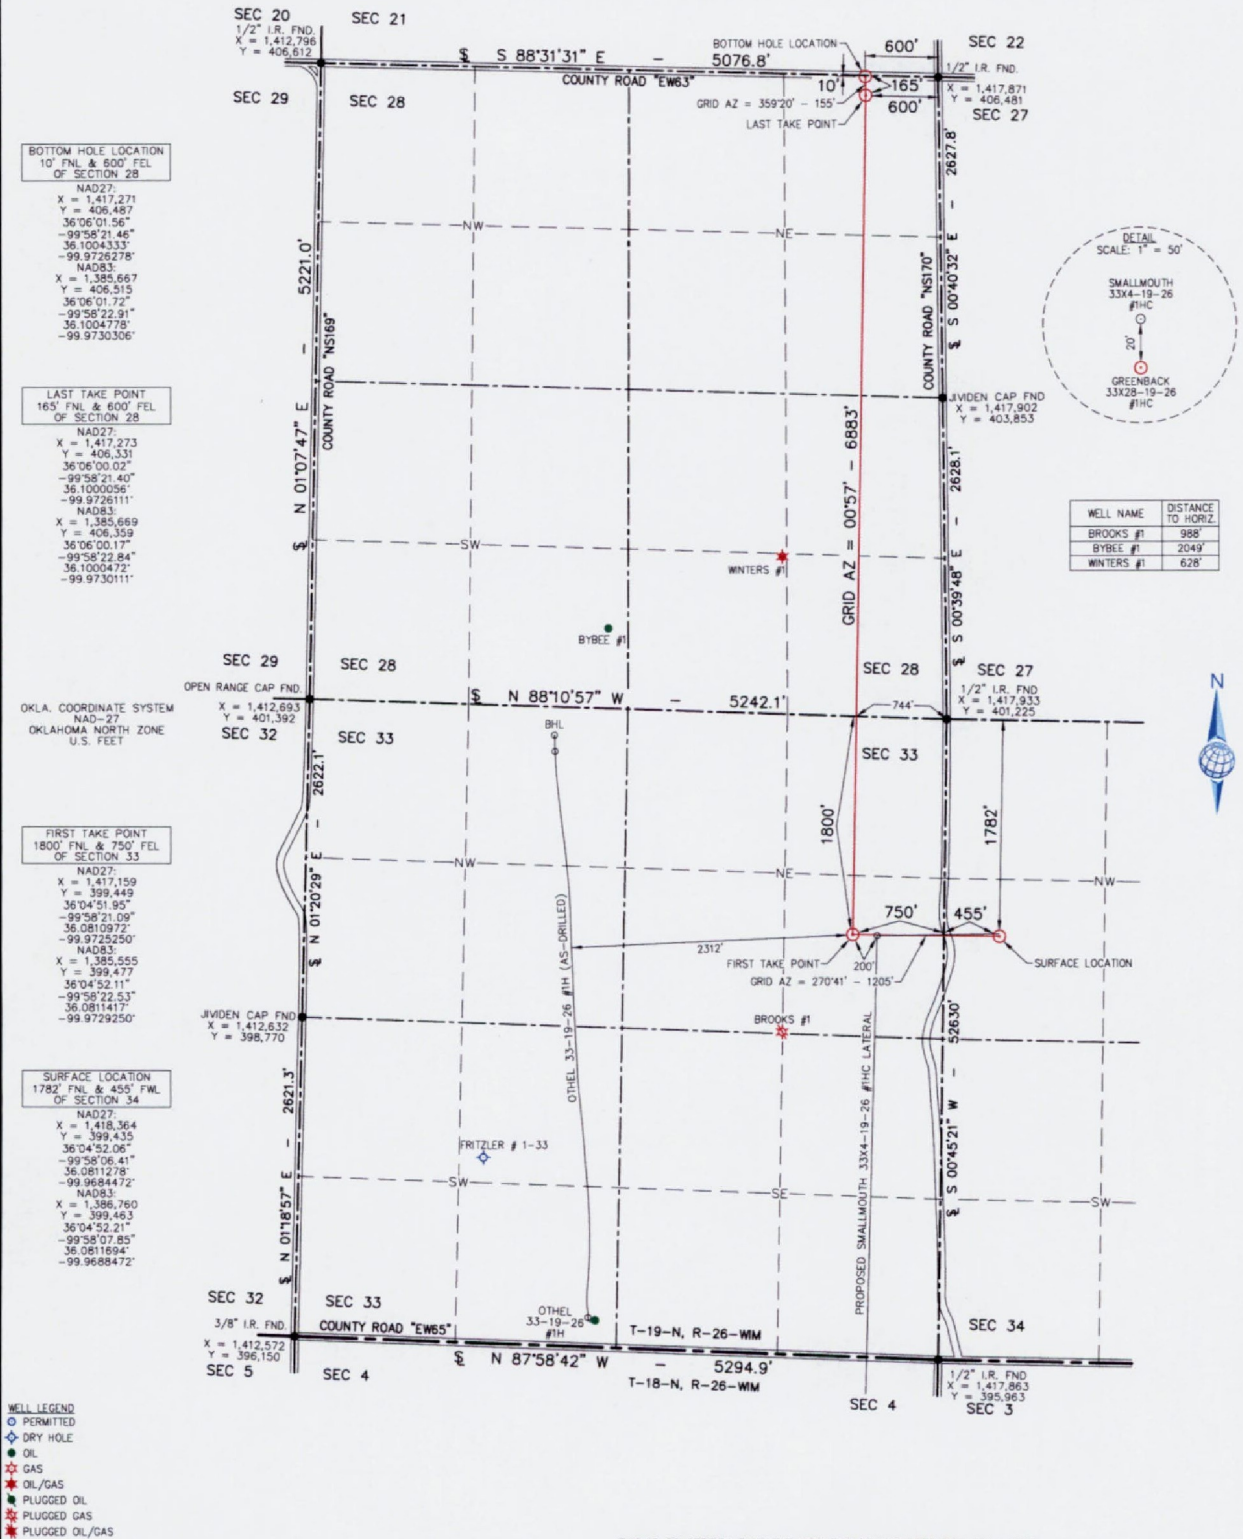 SEC 20
SEC 21
1/2" I.R. FND.
X = 1,412,796
Y = 406,612
℄ S 88°31'31" E – 5076.8'
COUNTY ROAD "EW63"
BOTTOM HOLE LOCATION
600'
SEC 22
1/2" I.R. FND.
X = 1,417,871
Y = 406,481
SEC 27
10'
165'
GRID AZ = 359°20' - 155'
600'
LAST TAKE POINT
SEC 29
SEC 28
BOTTOM HOLE LOCATION
10' FNL & 600' FEL
OF SECTION 28
NAD27:
X = 1,417,271
Y = 406,487
36°06'01.56"
-99°58'21.46"
36.1004333°
-99.9726278°
NAD83:
X = 1,385,667
Y = 406,515
36°06'01.72"
-99°58'22.91"
36.1004778°
-99.9730306°
LAST TAKE POINT
165' FNL & 600' FEL
OF SECTION 28
NAD27:
X = 1,417,273
Y = 406,331
36°06'00.02"
-99°58'21.40"
36.1000056°
-99.9726111°
NAD83:
X = 1,385,669
Y = 406,359
36°06'00.17"
-99°58'22.84"
36.1000472°
-99.9730111°
OKLA. COORDINATE SYSTEM
NAD-27
OKLAHOMA NORTH ZONE
U.S. FEET
FIRST TAKE POINT
1800' FNL & 750' FEL
OF SECTION 33
NAD27:
X = 1,417,159
Y = 399,449
36°04'51.95"
-99°58'21.09"
36.0810972°
-99.9725250°
NAD83:
X = 1,385,555
Y = 399,477
36°04'52.11"
-99°58'22.53"
36.0811417°
-99.9729250°
SURFACE LOCATION
1782' FNL & 455' FWL
OF SECTION 34
NAD27:
X = 1,418,364
Y = 399,435
36°04'52.06"
-99°58'06.41"
36.0811278°
-99.9684472°
NAD83:
X = 1,386,760
Y = 399,463
36°04'52.21"
-99°58'07.85"
36.0811694°
-99.9688472°
℄ N 01°07'47" E – 5221.0'
COUNTY ROAD "NS169"
NW
NE
SW
GRID AZ = 00°57' - 6883'
COUNTY ROAD "NS170"
℄ S 00°40'32" E – 2627.8'
JIVIDEN CAP FND
X = 1,417,902
Y = 403,853
℄ S 00°39'48" E – 2628.1'
WINTERS #1
BYBEE #1
DETAIL
SCALE: 1" = 50'
SMALLMOUTH
33X4-19-26
#1HC
20'
GREENBACK
33X28-19-26
#1HC
WELL NAME DISTANCE TO HORIZ.
BROOKS #1 988'
BYBEE #1 2049'
WINTERS #1 628'
N
SEC 29
SEC 28
SEC 28
SEC 27
OPEN RANGE CAP FND.
X = 1,412,693
Y = 401,392
℄ N 88°10'57" W – 5242.1'
744'
1/2" I.R. FND
X = 1,417,933
Y = 401,225
SEC 32
SEC 33
SEC 33
BHL
℄ N 01°20'29" E – 2622.1'
1800'
1782'
NW
NE
NW
OTHEL 33-19-26 #1H (AS-DRILLED)
2312'
750'
455'
FIRST TAKE POINT
200'
SURFACE LOCATION
GRID AZ = 270°41' - 1205'
BROOKS #1
JIVIDEN CAP FND
X = 1,412,632
Y = 398,770
℄ N 01°18'57" E – 2621.3'
FRITZLER # 1-33
SW
SE
SW
PROPOSED SMALLMOUTH 33X4-19-26 #1HC LATERAL
℄ S 00°45'21" W – 5263.0'
SEC 32
SEC 33
3/8" I.R. FND.
X = 1,412,572
Y = 396,150
COUNTY ROAD "EW65"
OTHEL
33-19-26
#1H
T-19-N, R-26-WIM
SEC 34
℄ N 87°58'42" W – 5294.9'
T-18-N, R-26-WIM
SEC 5
SEC 4
SEC 4
1/2" I.R. FND
X = 1,417,863
Y = 395,963
SEC 3
WELL LEGEND
PERMITTED
DRY HOLE
OIL
GAS
OIL/GAS
PLUGGED OIL
PLUGGED GAS
PLUGGED OIL/GAS